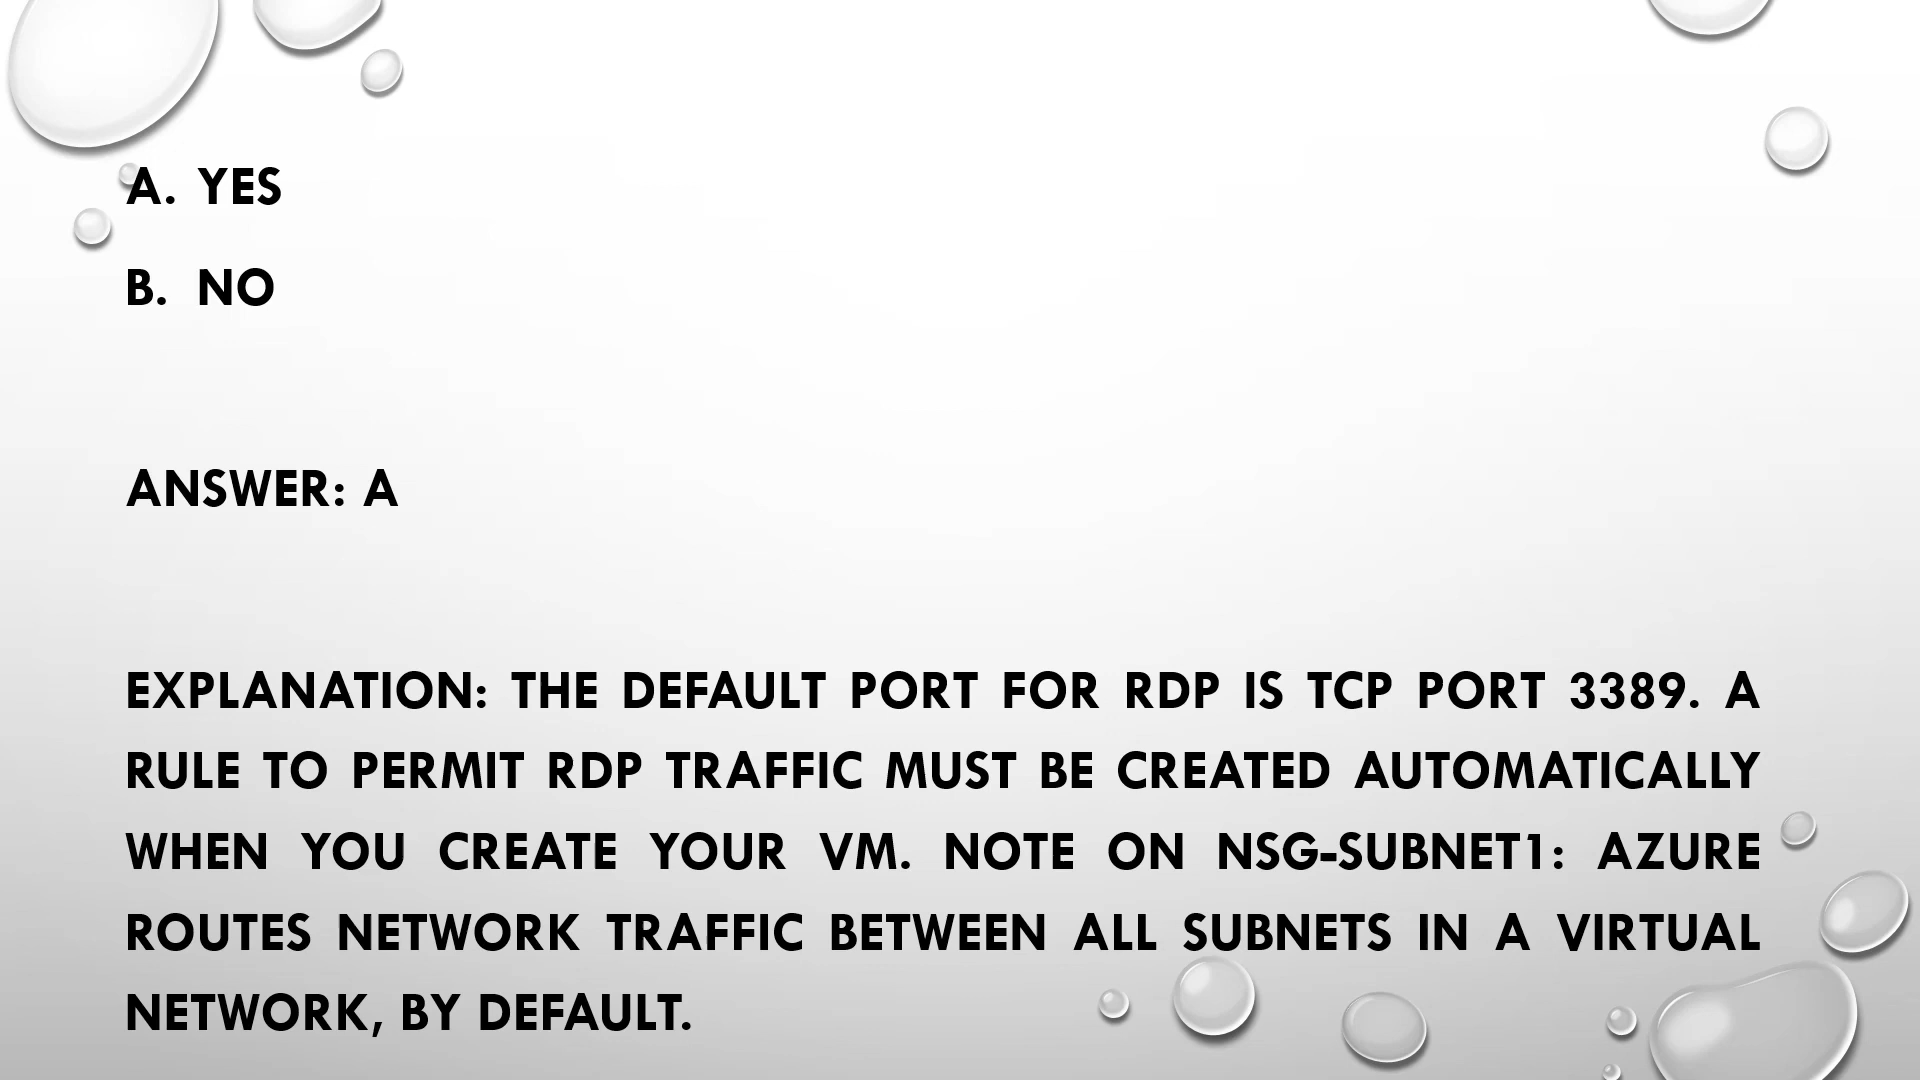 A. YES
B. NO
ANSWER: A
EXPLANATION: THE DEFAULT PORT FOR RDP IS TCP PORT 3389. A
RULE TO PERMIT RDP TRAFFIC MUST BE CREATED AUTOMATICALLY
WHEN YOU CREATE YOUR VM. NOTE ON NSG-SUBNET1: AZURE
ROUTES NETWORK TRAFFIC BETWEEN ALL SUBNETS IN A VIRTUAL
NETWORK, BY DEFAULT.